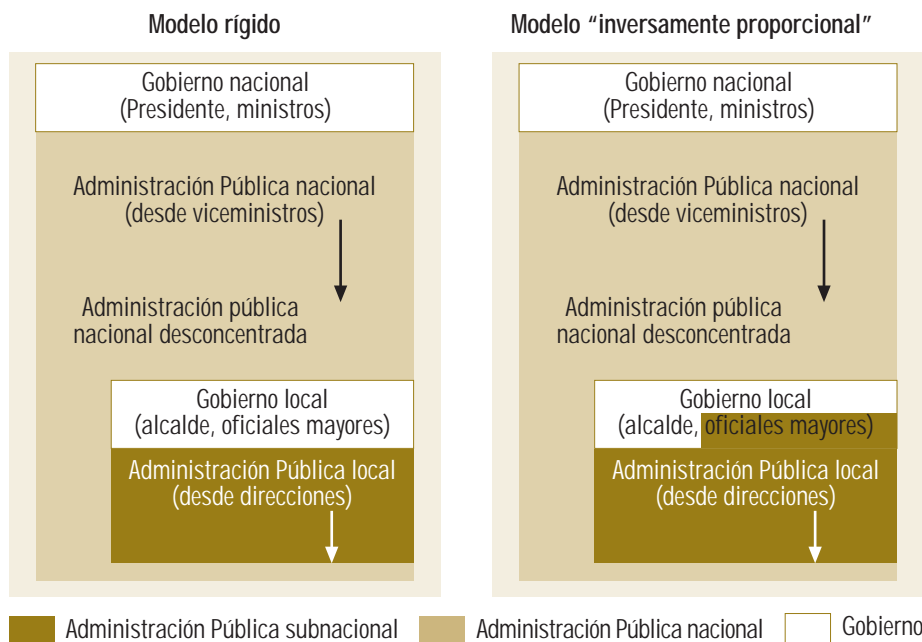 Modelo rígido
Gobierno nacional
(Presidente, ministros)
Administración Pública nacional
(desde viceministros)
Administración pública
nacional desconcentrada
Gobierno local
(alcalde, oficiales mayores)
Administración Pública local
(desde direcciones)
Modelo “inversamente proporcional”
Gobierno nacional
(Presidente, ministros)
Administración Pública nacional
(desde viceministros)
Administración pública
nacional desconcentrada
Gobierno local
(alcalde, oficiales mayores)
Administración Pública local
(desde direcciones)
Administración Pública subnacional
Administración Pública nacional
Gobierno